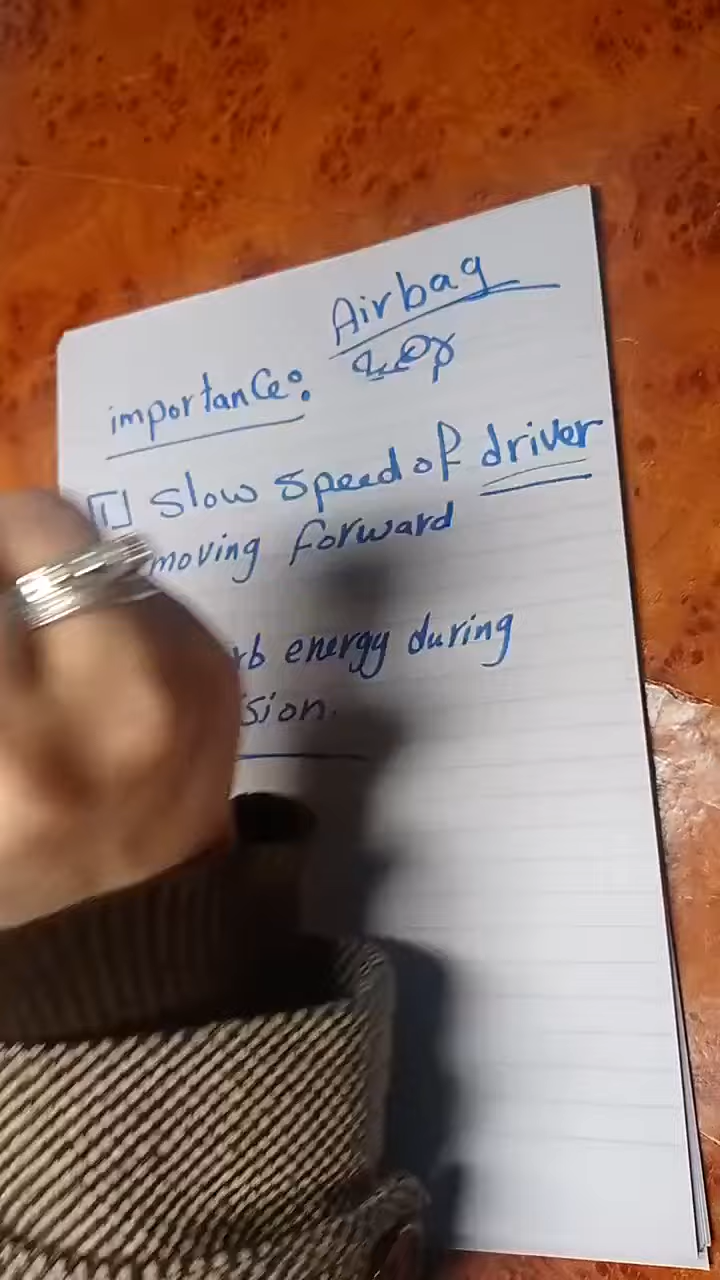 Airbag
importance:
1 Slow speed of driver
moving forward
energy during